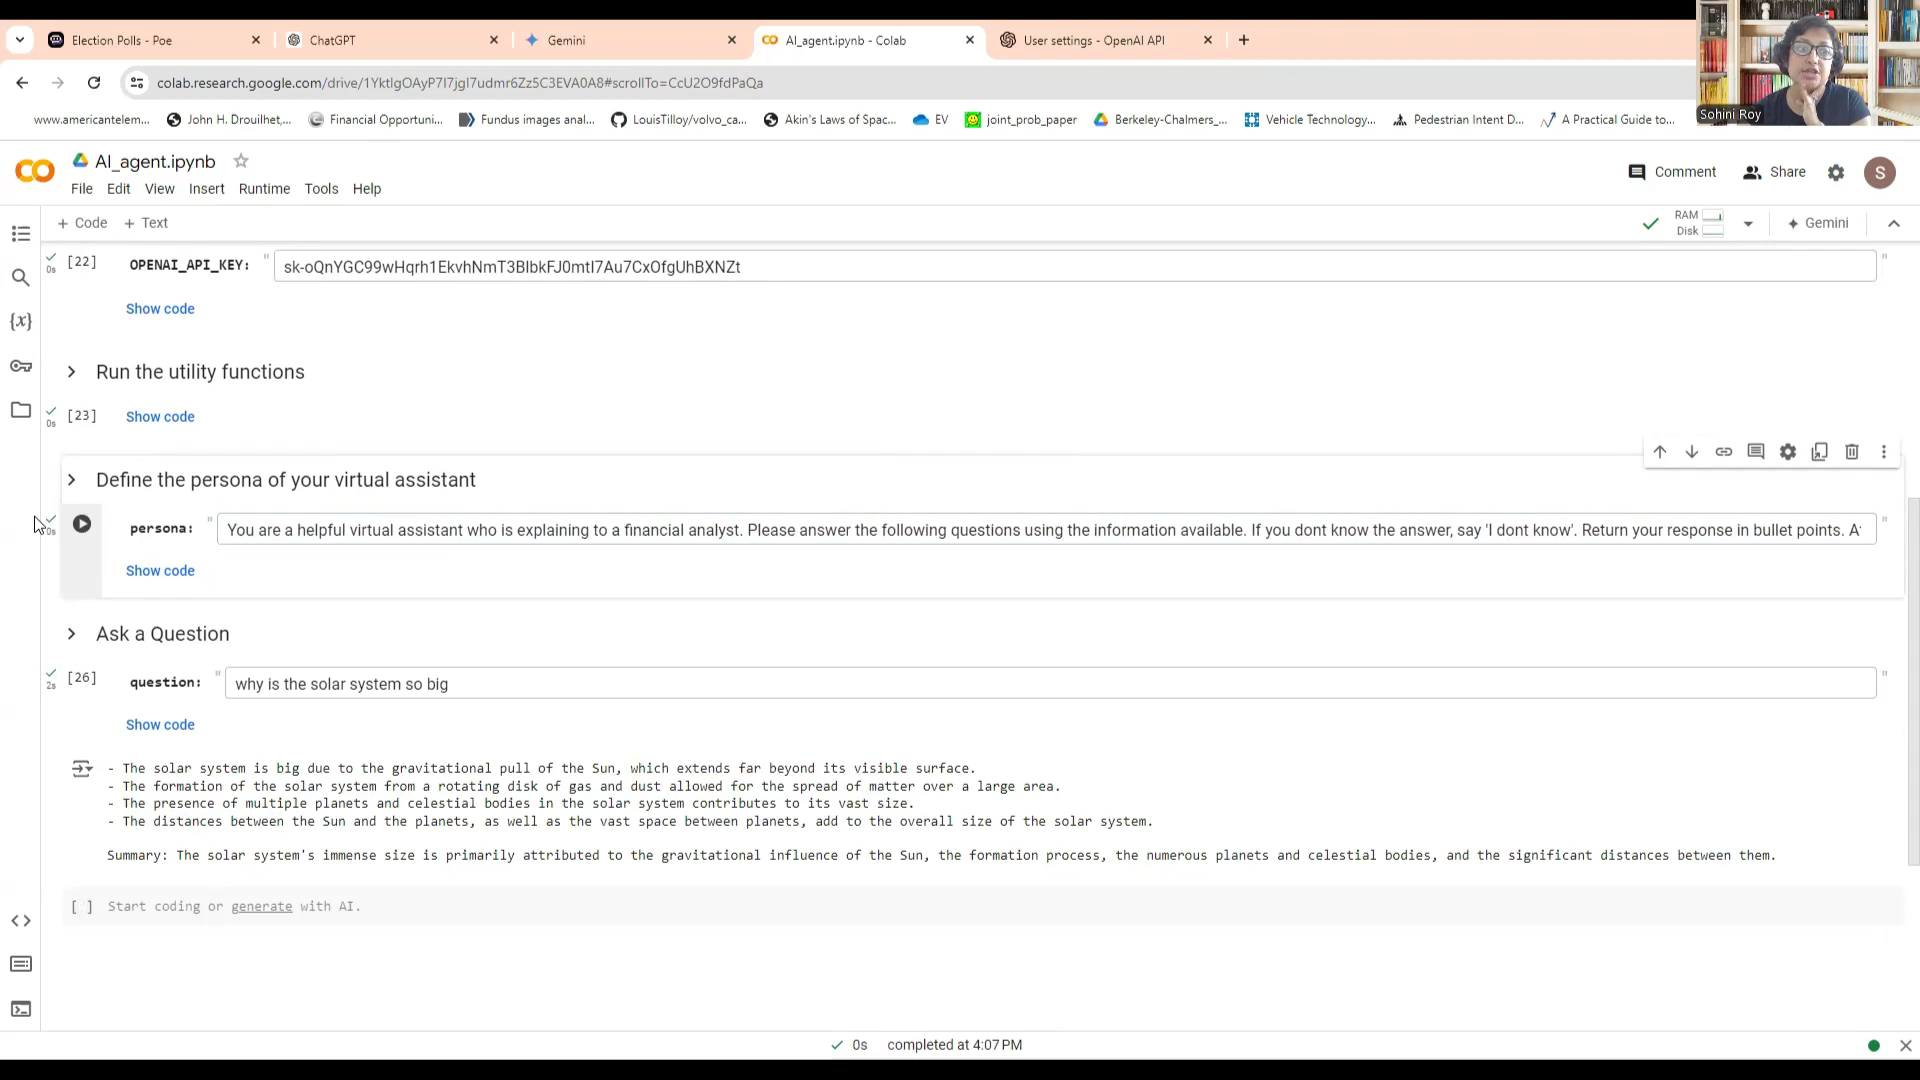 Election Polls - Poe
ChatGPT
Gemini
AI_agent.ipynb - Colab
User settings - OpenAI API
colab.research.google.com/drive/1YktlgOAyP7I7jgI7udmr6Zz5C3EVA0A8#scrollTo=CcU2O9fdPaQa
www.americantelem...
John H. Drouilhet,...
Financial Opportuni...
Fundus images anal...
LouisTilloy/volvo_ca...
Akin's Laws of Spac...
EV
joint_prob_paper
Berkeley-Chalmers_...
Vehicle Technology...
Pedestrian Intent D...
A Practical Guide to...
Sohini Roy
AI_agent.ipynb
File Edit View Insert Runtime Tools Help
Comment
Share
S
+ Code + Text
RAM
Disk
Gemini
0s
[22] OPENAI_API_KEY: " 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 "
Show code
Run the utility functions
0s
[23] Show code
Define the persona of your virtual assistant
0s
persona: " You are a helpful virtual assistant who is explaining to a financial analyst. Please answer the following questions using the information available. If you dont know the answer, say 'I dont know'. Return your response in bullet points. "
Show code
Ask a Question
2s
[26] question: " why is the solar system so big "
Show code
- The solar system is big due to the gravitational pull of the Sun, which extends far beyond its visible surface.
- The formation of the solar system from a rotating disk of gas and dust allowed for the spread of matter over a large area.
- The presence of multiple planets and celestial bodies in the solar system contributes to its vast size.
- The distances between the Sun and the planets, as well as the vast space between planets, add to the overall size of the solar system.
Summary: The solar system's immense size is primarily attributed to the gravitational influence of the Sun, the formation process, the numerous planets and celestial bodies, and the significant distances between them.
[ ] Start coding or generate with AI.
0s completed at 4:07 PM